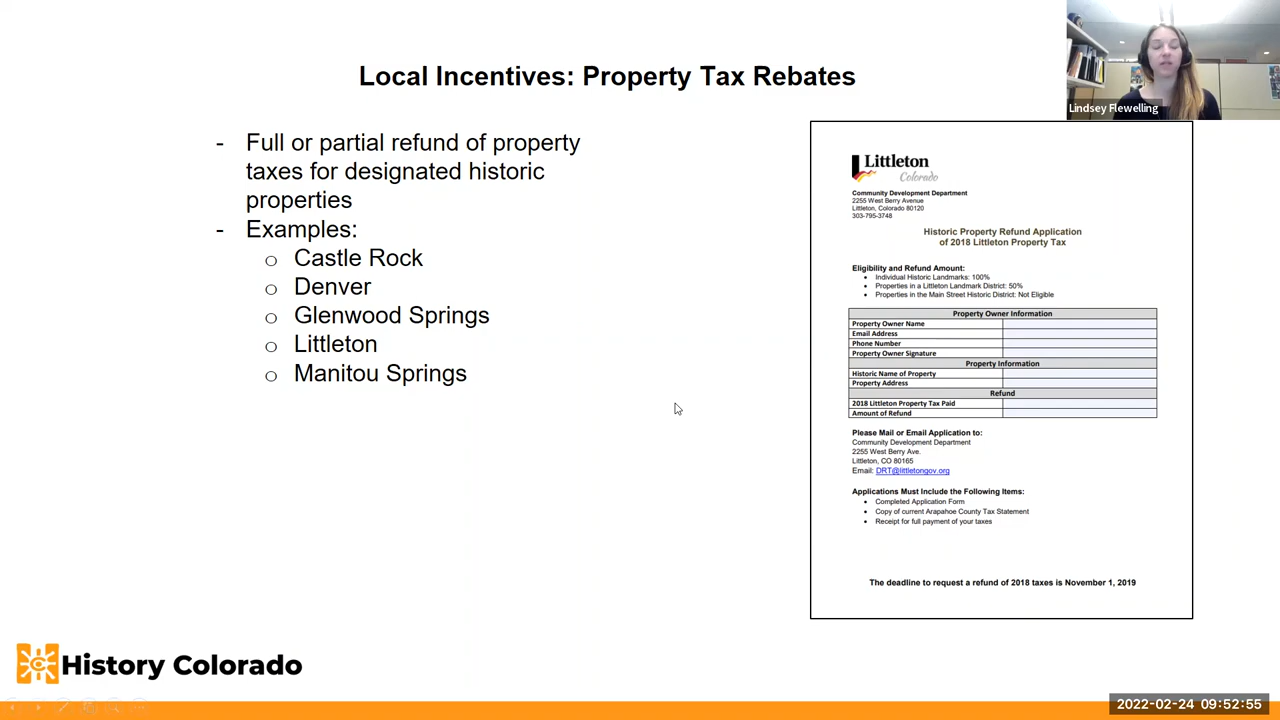 Local Incentives: Property Tax Rebates
Lindsey Flewelling
- Full or partial refund of property
taxes for designated historic
properties
- Examples:
o Castle Rock
o Denver
o Glenwood Springs
o Littleton
o Manitou Springs
Littleton
Colorado
Community Development Department
2255 West Berry Avenue
Littleton, Colorado 80120
303-795-3748
Historic Property Refund Application
of 2018 Littleton Property Tax
Eligibility and Refund Amount:
• Individual Historic Landmarks: 100%
• Properties in a Littleton Landmark District: 50%
• Properties in the Main Street Historic District: Not Eligible
Property Owner Information
Property Owner Name
Email Address
Phone Number
Property Owner Signature
Property Information
Historic Name of Property
Property Address
Refund
2018 Littleton Property Tax Paid
Amount of Refund
Please Mail or Email Application to:
Community Development Department
2255 West Berry Ave.
Littleton, CO 80165
Email: DRT@littletongov.org
Applications Must Include the Following Items:
• Completed Application Form
• Copy of current Arapahoe County Tax Statement
• Receipt for full payment of your taxes
The deadline to request a refund of 2018 taxes is November 1, 2019
History Colorado
2022-02-24 09:52:55